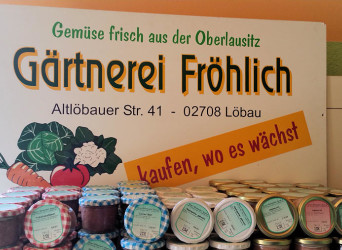 Gemüse frisch aus der Oberlausitz
Gärtnerei Fröhlich
Altlöbauer Str. 41 - 02708 Löbau
kaufen, wo es wächst